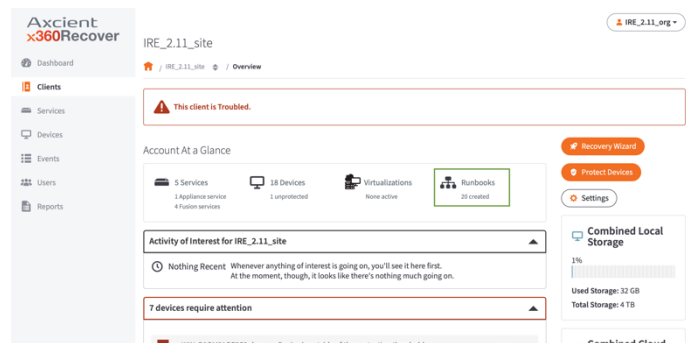 Axcient
x360Recover
IRE_2.11_org
IRE_2.11_site
/ IRE_2.11_site / Overview
Dashboard
Clients
Services
Devices
Events
Users
Reports
This client is Troubled.
Account At a Glance
5 Services
1 Appliance service
4 Fusion services
18 Devices
1 unprotected
Virtualizations
None active
Runbooks
20 created
Activity of Interest for IRE_2.11_site
Nothing Recent Whenever anything of interest is going on, you'll see it here first.
At the moment, though, it looks like there's nothing much going on.
7 devices require attention
Recovery Wizard
Protect Devices
Settings
Combined Local
Storage
1%
Used Storage: 32 GB
Total Storage: 4 TB
Combined Cloud